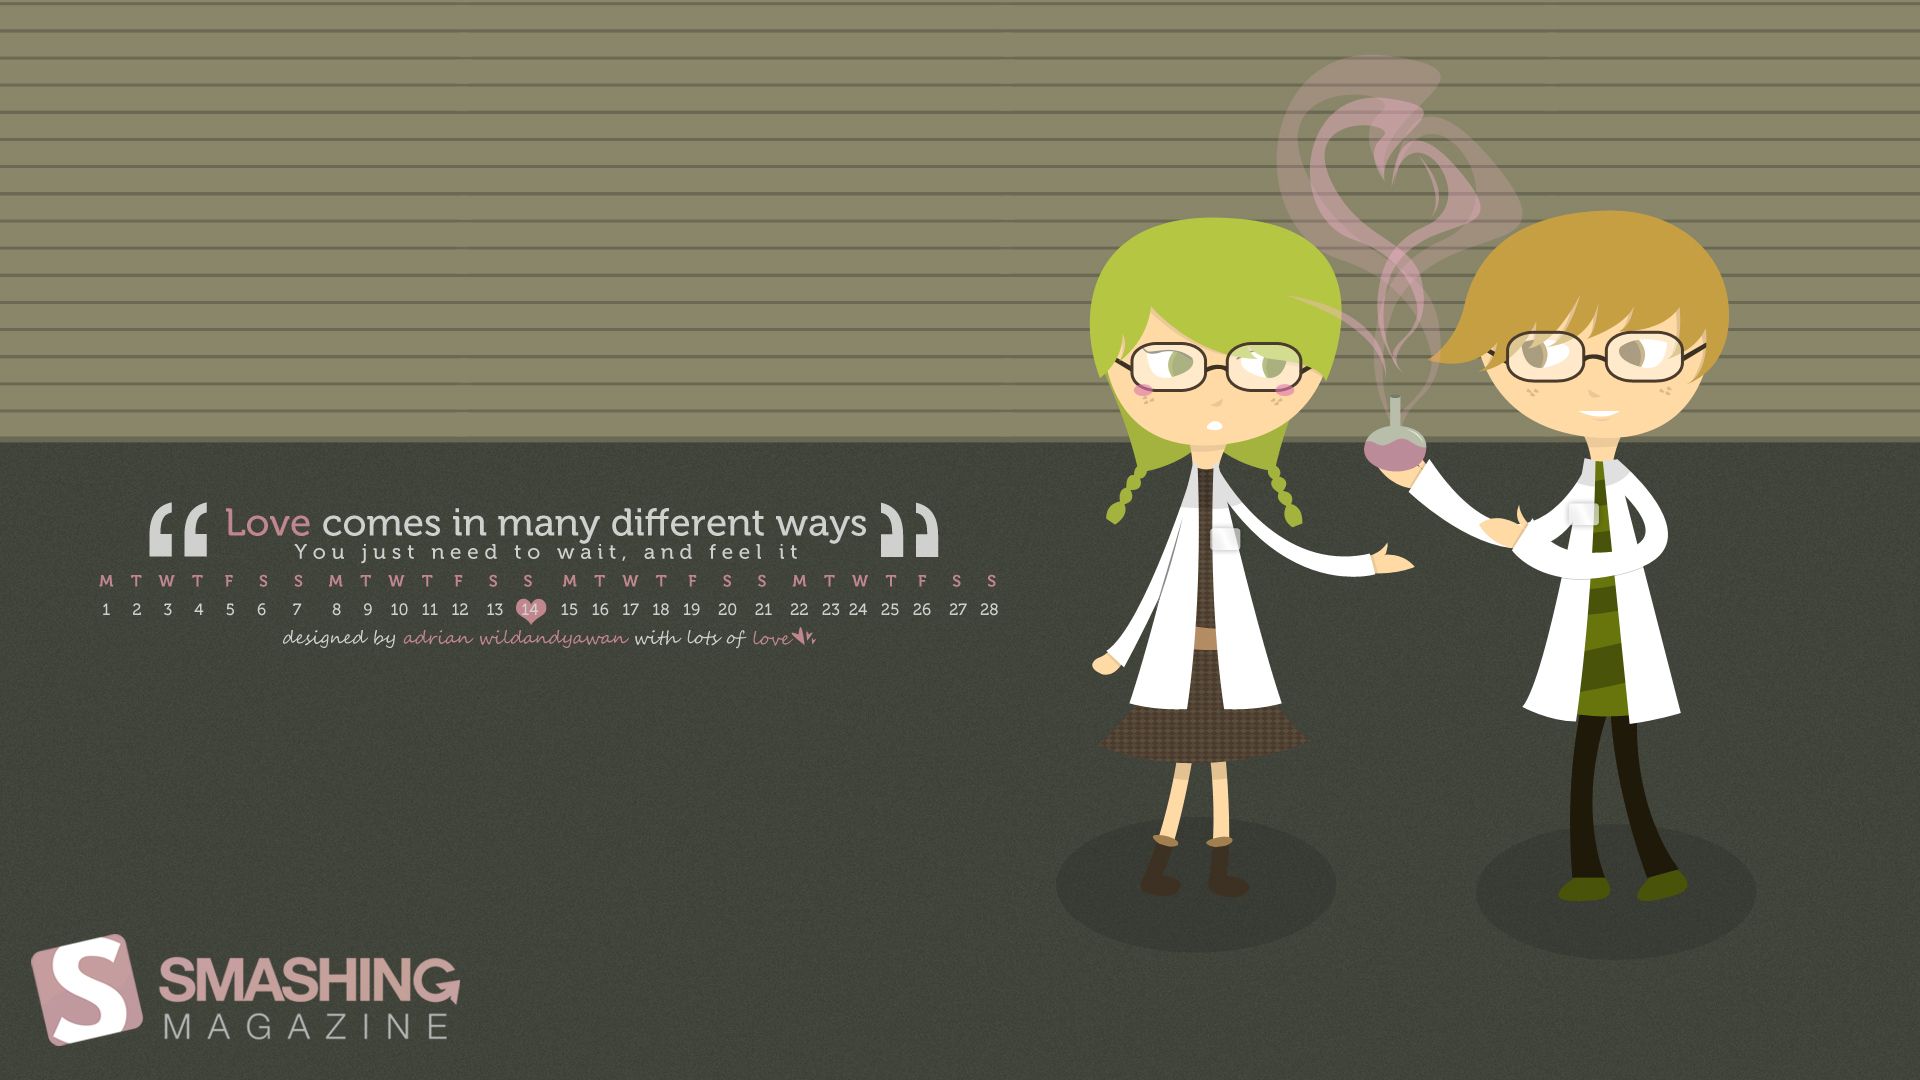 “ Love comes in many different ways ”
You just need to wait, and feel it
M T W T F S S M T W T F S S M T W T F S S M T W T F S S
1 2 3 4 5 6 7 8 9 10 11 12 13 14 15 16 17 18 19 20 21 22 23 24 25 26 27 28
designed by adrian wildandyawan with lots of love
S SMASHING
MAGAZINE